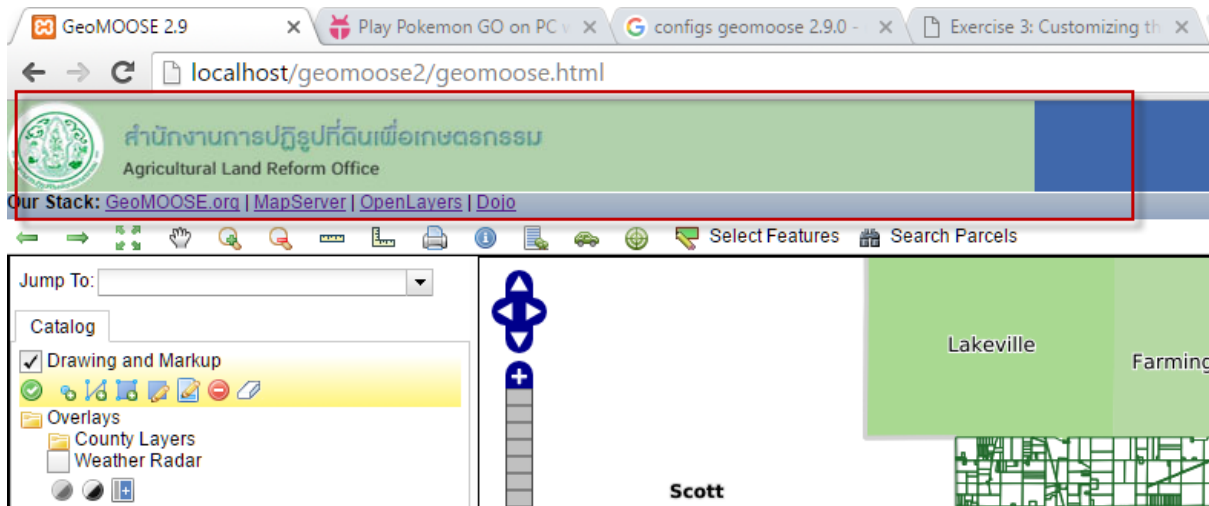 GeoMOOSE 2.9
Play Pokemon GO on PC
configs geomoose 2.9.0 -
Exercise 3: Customizing th
localhost/geomoose2/geomoose.html
สำนักงานการปฏิรูปที่ดินเพื่อเกษตรกรรม
Agricultural Land Reform Office
Our Stack: GeoMOOSE.org | MapServer | OpenLayers | Dojo
Select Features Search Parcels
Jump To:
Catalog
Lakeville
Farming
Drawing and Markup
Overlays
County Layers
Weather Radar
Scott